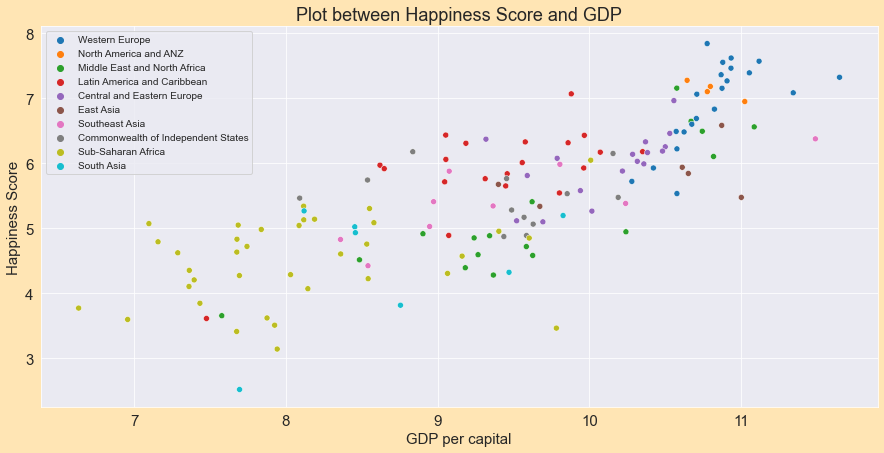 Plot between Happiness Score and GDP
Western Europe
North America and ANZ
Middle East and North Africa
Latin America and Caribbean
Central and Eastern Europe
East Asia
Southeast Asia
Commonwealth of Independent States
Sub-Saharan Africa
South Asia
Happiness Score
8
7
6
5
4
3
7
8
9
10
11
GDP per capital